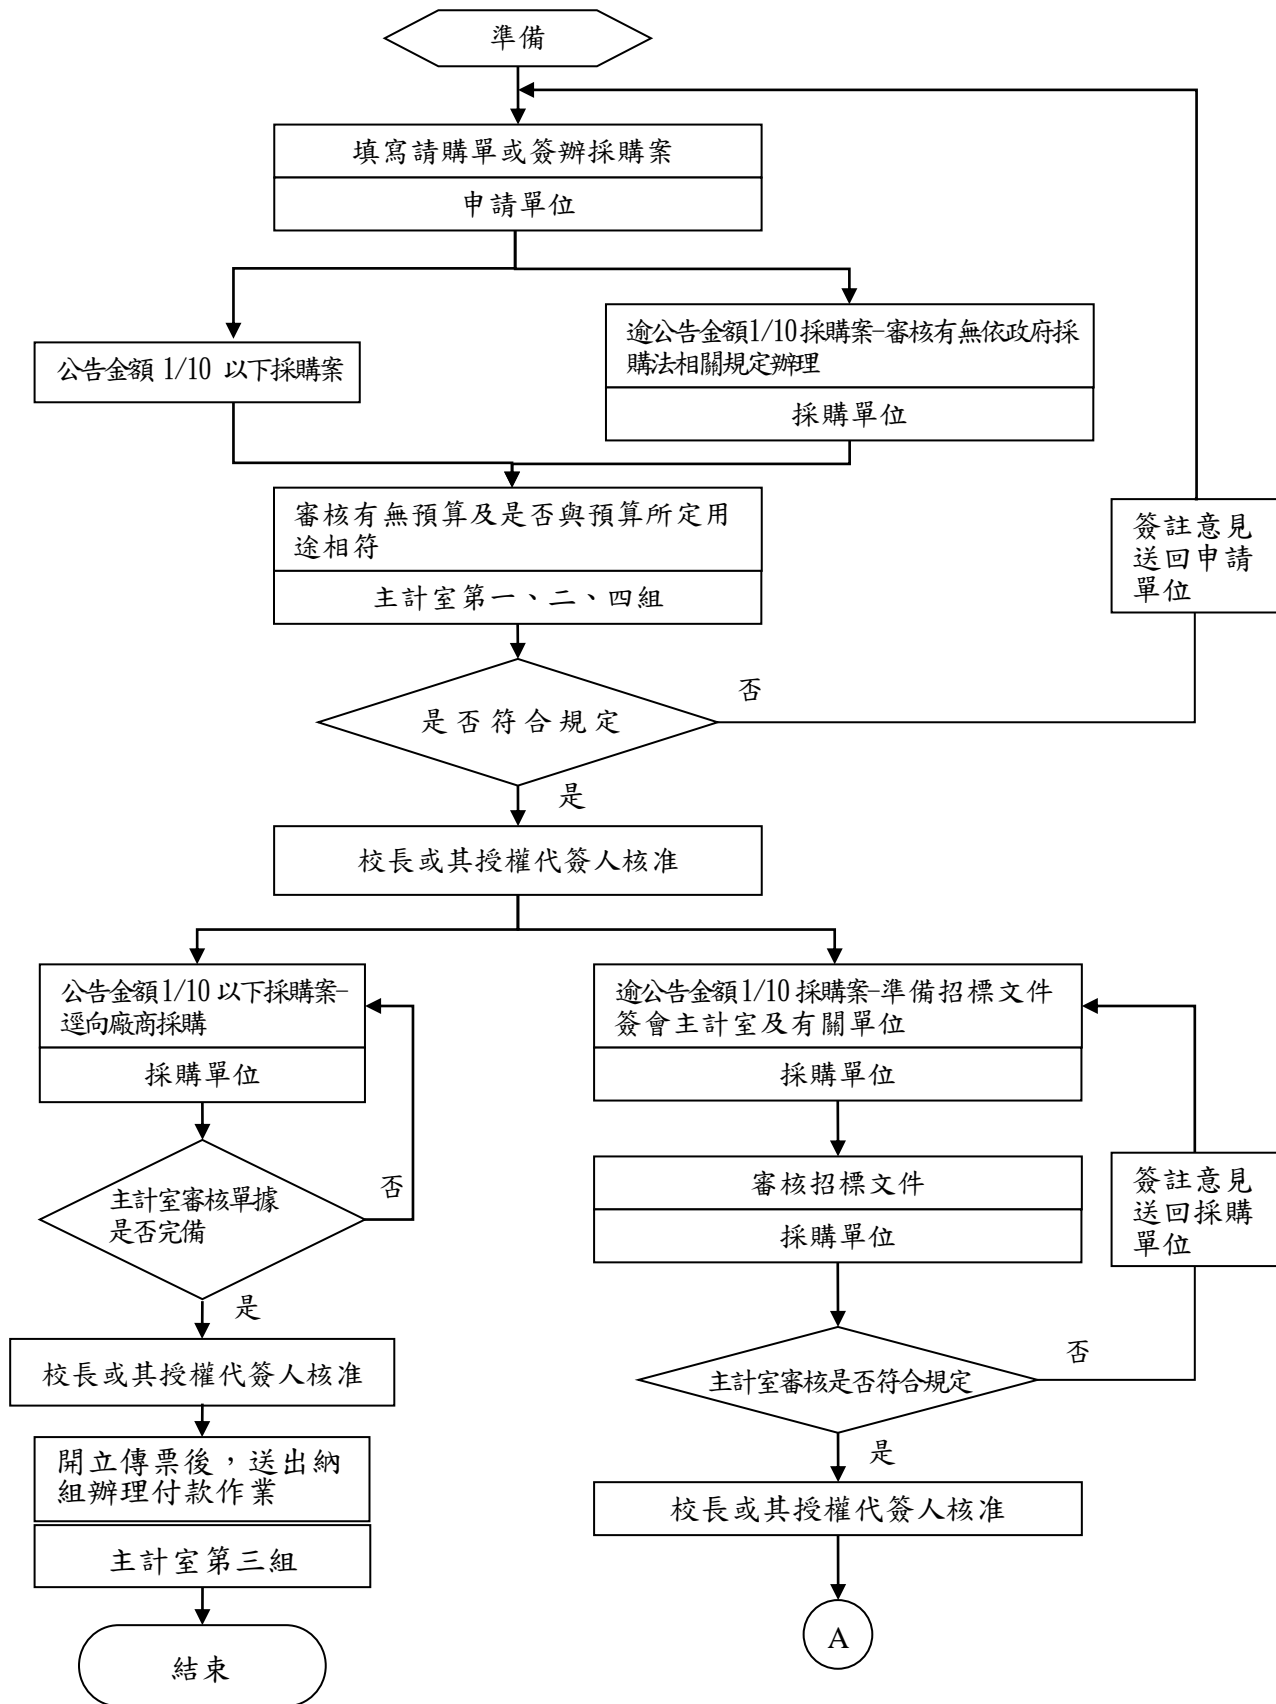 準備
填寫請購單或簽辦採購案
申請單位
公告金額 1/10 以下採購案
逾公告金額1/10採購案-審核有無依政府採
購法相關規定辦理
採購單位
審核有無預算及是否與預算所定用
途相符
主計室第一、二、四組
簽註意見
送回申請
單位
是否符合規定
否
是
校長或其授權代簽人核准
公告金額1/10以下採購案-
逕向廠商採購
採購單位
逾公告金額1/10採購案-準備招標文件
簽會主計室及有關單位
採購單位
主計室審核單據
是否完備
否
是
審核招標文件
採購單位
簽註意見
送回採購
單位
主計室審核是否符合規定
否
是
校長或其授權代簽人核准
開立傳票後，送出納
組辦理付款作業
主計室第三組
結束
校長或其授權代簽人核准
A